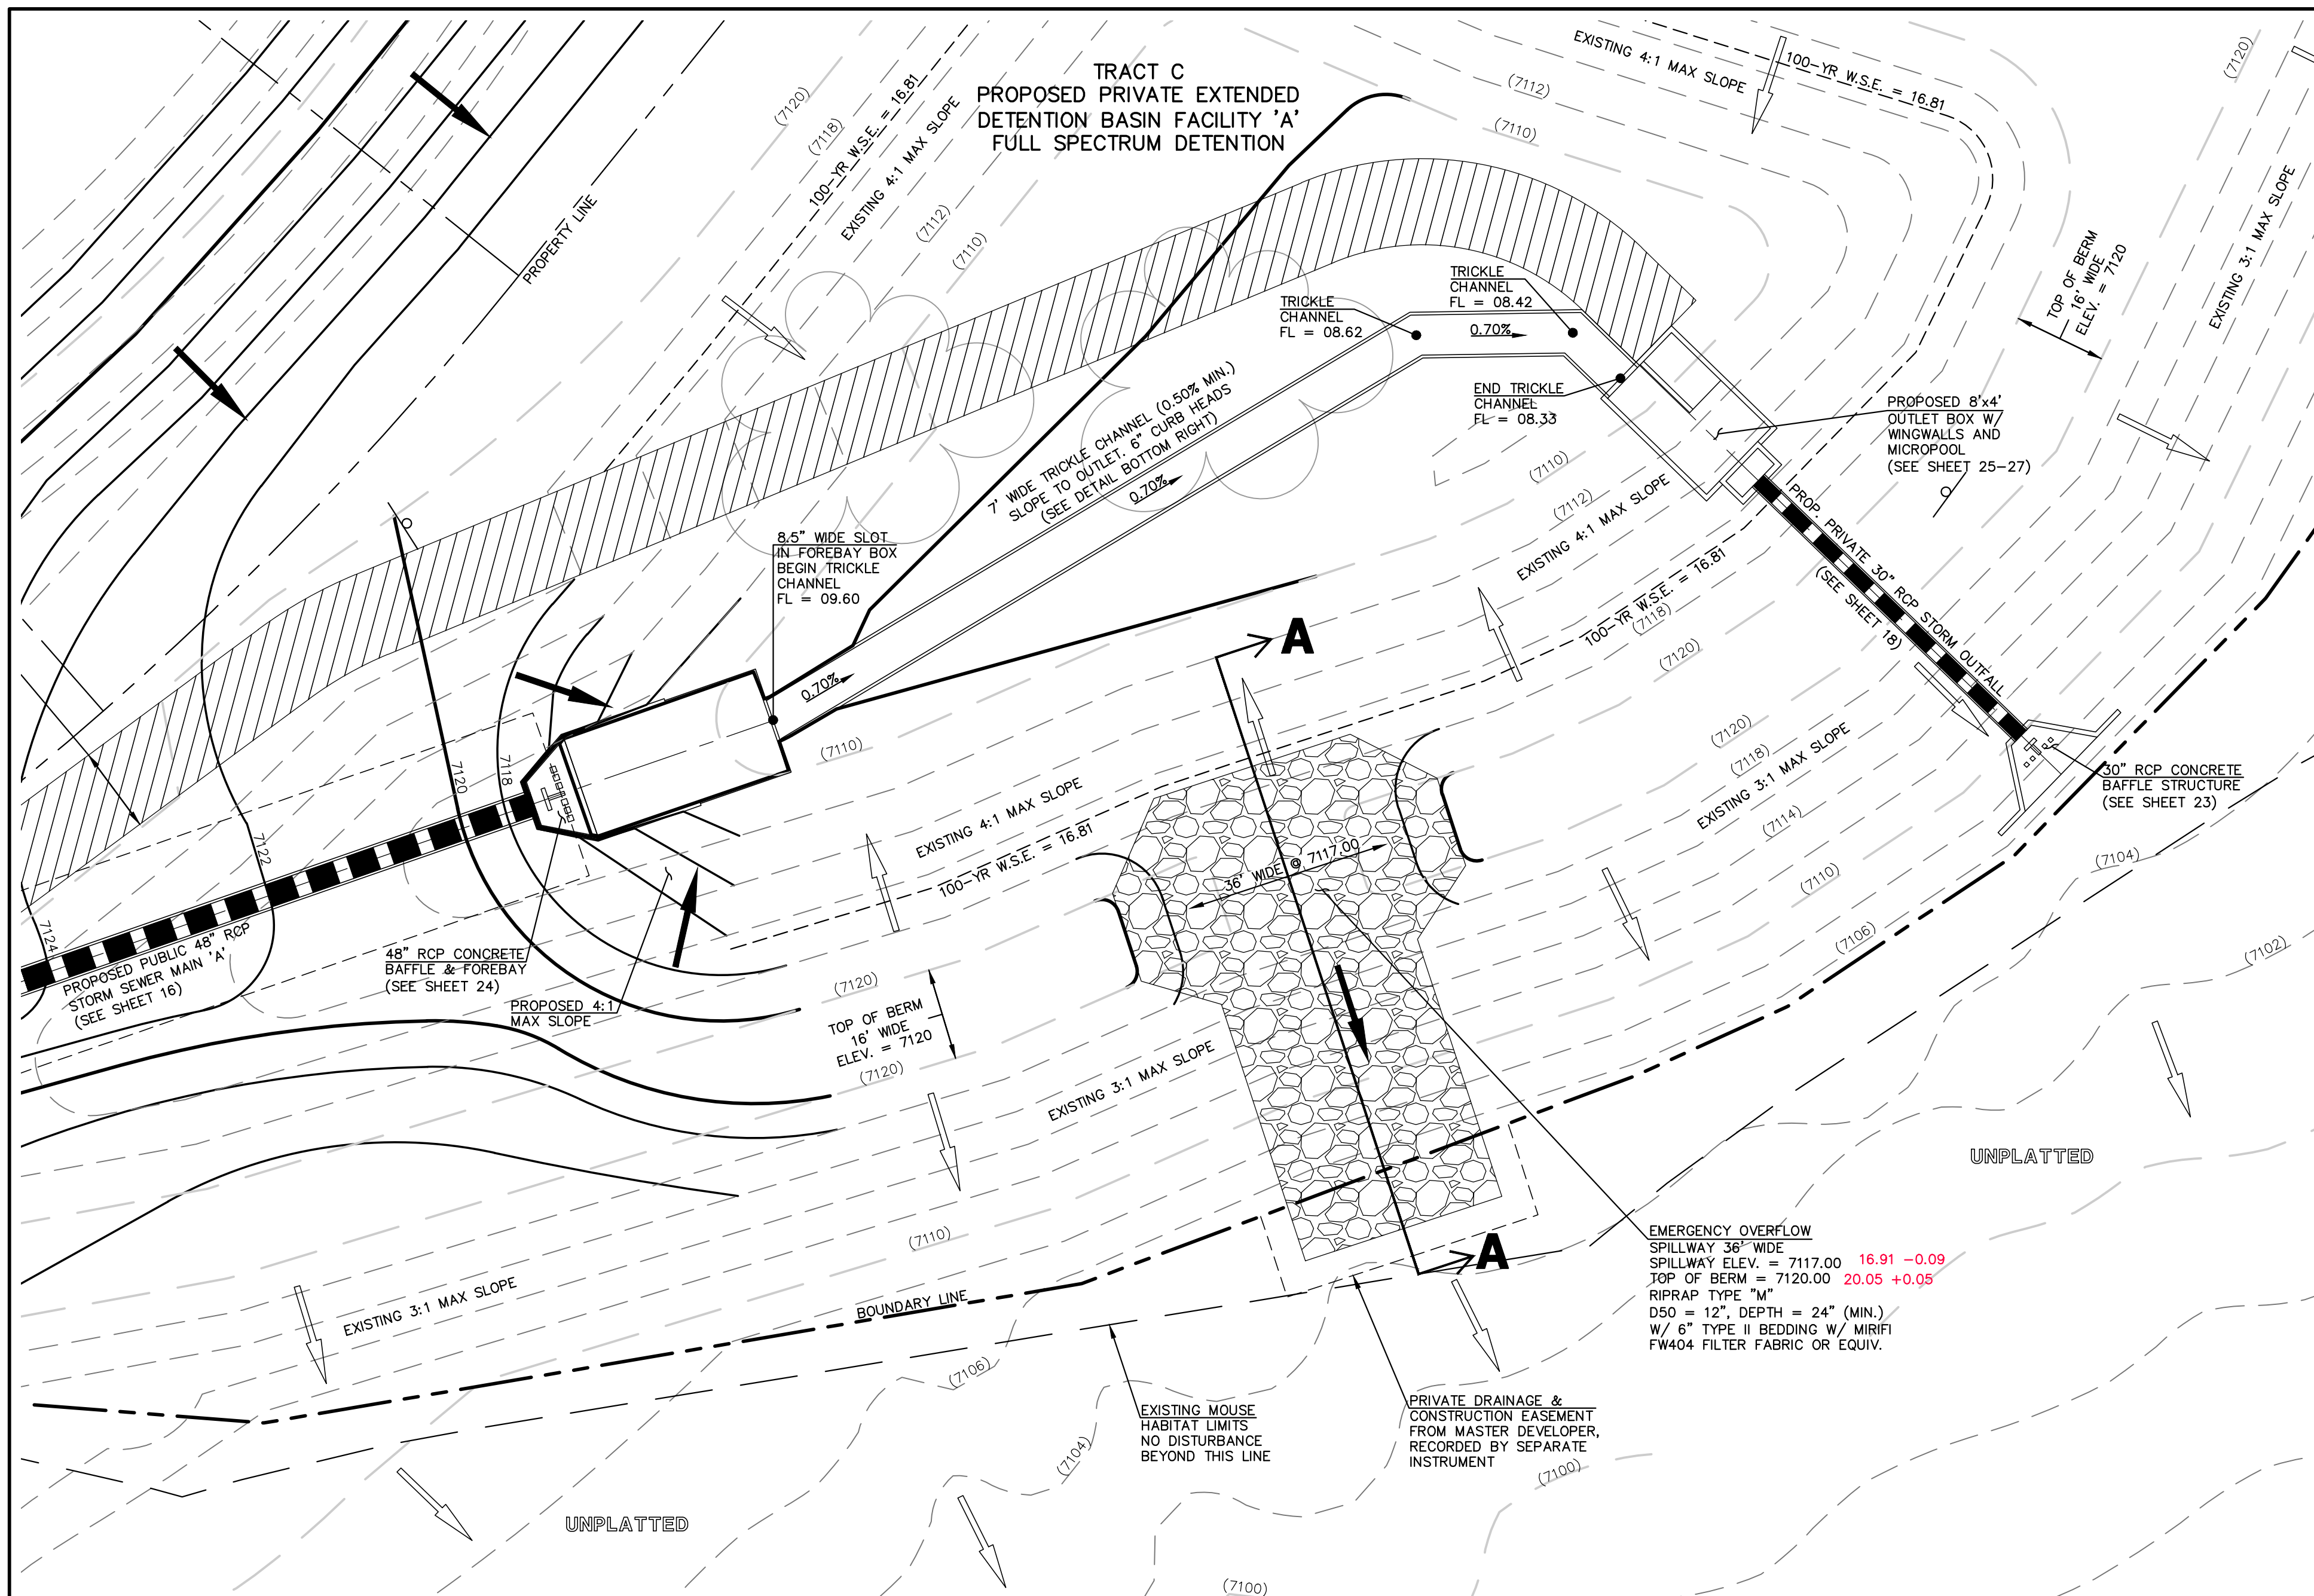 TRACT C
PROPOSED PRIVATE EXTENDED
DETENTION BASIN FACILITY 'A'
FULL SPECTRUM DETENTION
EXISTING 4:1 MAX SLOPE
100-YR W.S.E. = 16.81
(7120)
(7112)
(7110)
(7120)
(7118)
100-YR W.S.E. = 16.81
EXISTING 4:1 MAX SLOPE
(7112)
(7110)
PROPERTY LINE
TOP OF BERM
16' WIDE
ELEV. = 7120
EXISTING 3:1 MAX SLOPE
TRICKLE
CHANNEL
FL = 08.62
TRICKLE
CHANNEL
FL = 08.42
0.70%
END TRICKLE
CHANNEL
FL = 08.33
PROPOSED 8'x4'
OUTLET BOX W/
WINGWALLS AND
MICROPOOL
(SEE SHEET 25-27)
7' WIDE TRICKLE CHANNEL (0.50% MIN.)
SLOPE TO OUTLET. 6" CURB HEADS
(SEE DETAIL BOTTOM RIGHT)
0.70%
(7110)
(7112)
EXISTING 4:1 MAX SLOPE
100-YR W.S.E. = 16.81
(7118)
(7120)
PROP. PRIVATE 30" RCP STORM OUTFALL
(SEE SHEET 18)
8.5" WIDE SLOT
IN FOREBAY BOX
BEGIN TRICKLE
CHANNEL
FL = 09.60
0.70%
A
(7110)
7120
7118
7122
7124
(7120)
(7118)
EXISTING 3:1 MAX SLOPE
(7114)
(7110)
(7106)
30" RCP CONCRETE
BAFFLE STRUCTURE
(SEE SHEET 23)
(7104)
(7102)
EXISTING 4:1 MAX SLOPE
100-YR W.S.E. = 16.81
36' WIDE @ 7117.00
PROPOSED PUBLIC 48" RCP
STORM SEWER MAIN 'A'
(SEE SHEET 16)
48" RCP CONCRETE
BAFFLE & FOREBAY
(SEE SHEET 24)
PROPOSED 4:1
MAX SLOPE
(7120)
TOP OF BERM
16' WIDE
ELEV. = 7120
(7120)
EXISTING 3:1 MAX SLOPE
UNPLATTED
(7110)
A
EMERGENCY OVERFLOW
SPILLWAY 36' WIDE
SPILLWAY ELEV. = 7117.00 16.91 -0.09
TOP OF BERM = 7120.00 20.05 +0.05
RIPRAP TYPE "M"
D50 = 12", DEPTH = 24" (MIN.)
W/ 6" TYPE II BEDDING W/ MIRIFI
FW404 FILTER FABRIC OR EQUIV.
EXISTING 3:1 MAX SLOPE
BOUNDARY LINE
(7106)
EXISTING MOUSE
HABITAT LIMITS
NO DISTURBANCE
BEYOND THIS LINE
PRIVATE DRAINAGE &
CONSTRUCTION EASEMENT
FROM MASTER DEVELOPER,
RECORDED BY SEPARATE
INSTRUMENT
(7104)
(7100)
UNPLATTED
(7100)